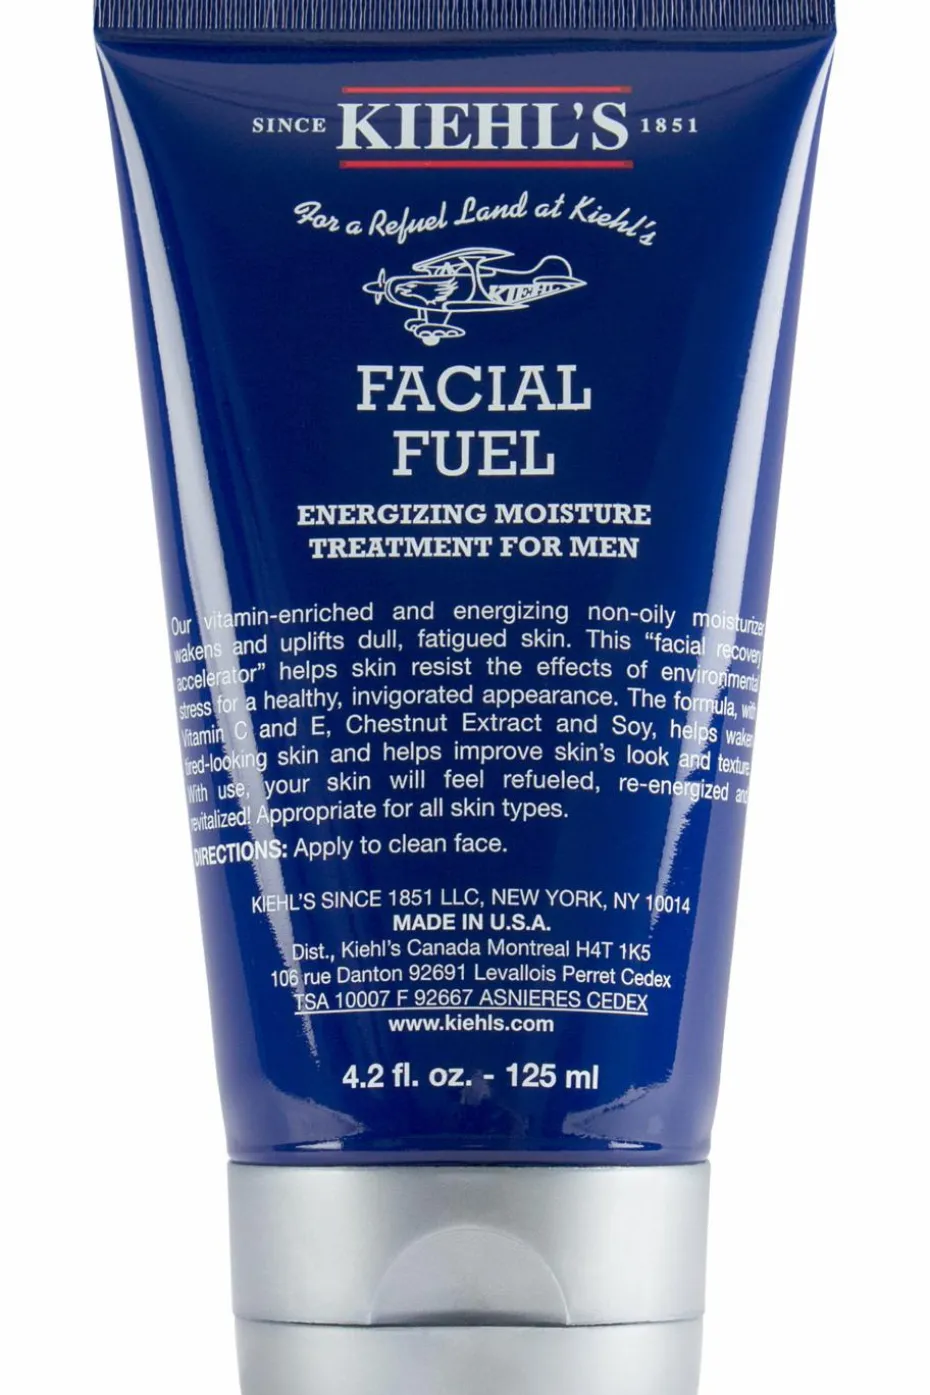 SINCE KIEHL'S 1851
For a Refuel Land at Kiehl's
KIEHL'S
FACIAL
FUEL
ENERGIZING MOISTURE
TREATMENT FOR MEN
Our vitamin-enriched and energizing non-oily moisturizer
wakens and uplifts dull, fatigued skin. This “facial recovery
accelerator” helps skin resist the effects of environmental
stress for a healthy, invigorated appearance. The formula, with
Vitamin C and E, Chestnut Extract and Soy, helps waken
tired-looking skin and helps improve skin's look and texture.
With use, your skin will feel refueled, re-energized and
revitalized! Appropriate for all skin types.
DIRECTIONS: Apply to clean face.
KIEHL'S SINCE 1851 LLC, NEW YORK, NY 10014
MADE IN U.S.A.
Dist., Kiehl's Canada Montreal H4T 1K5
106 rue Danton 92691 Levallois Perret Cedex
TSA 10007 F 92667 ASNIERES CEDEX
www.kiehls.com
4.2 fl. oz. - 125 ml